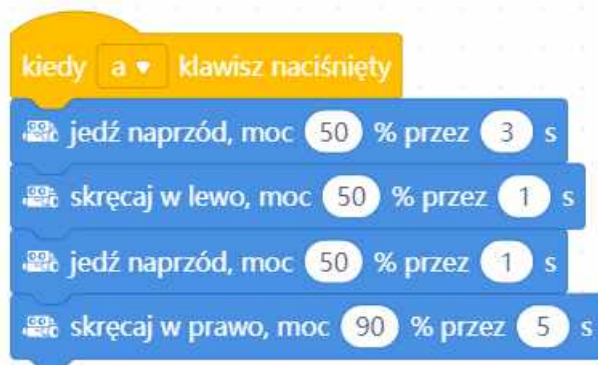 kiedy a klawisz naciśnięty
jedź naprzód, moc 50 % przez 3 s
skręcaj w lewo, moc 50 % przez 1 s
jedź naprzód, moc 50 % przez 1 s
skręcaj w prawo, moc 90 % przez 5 s